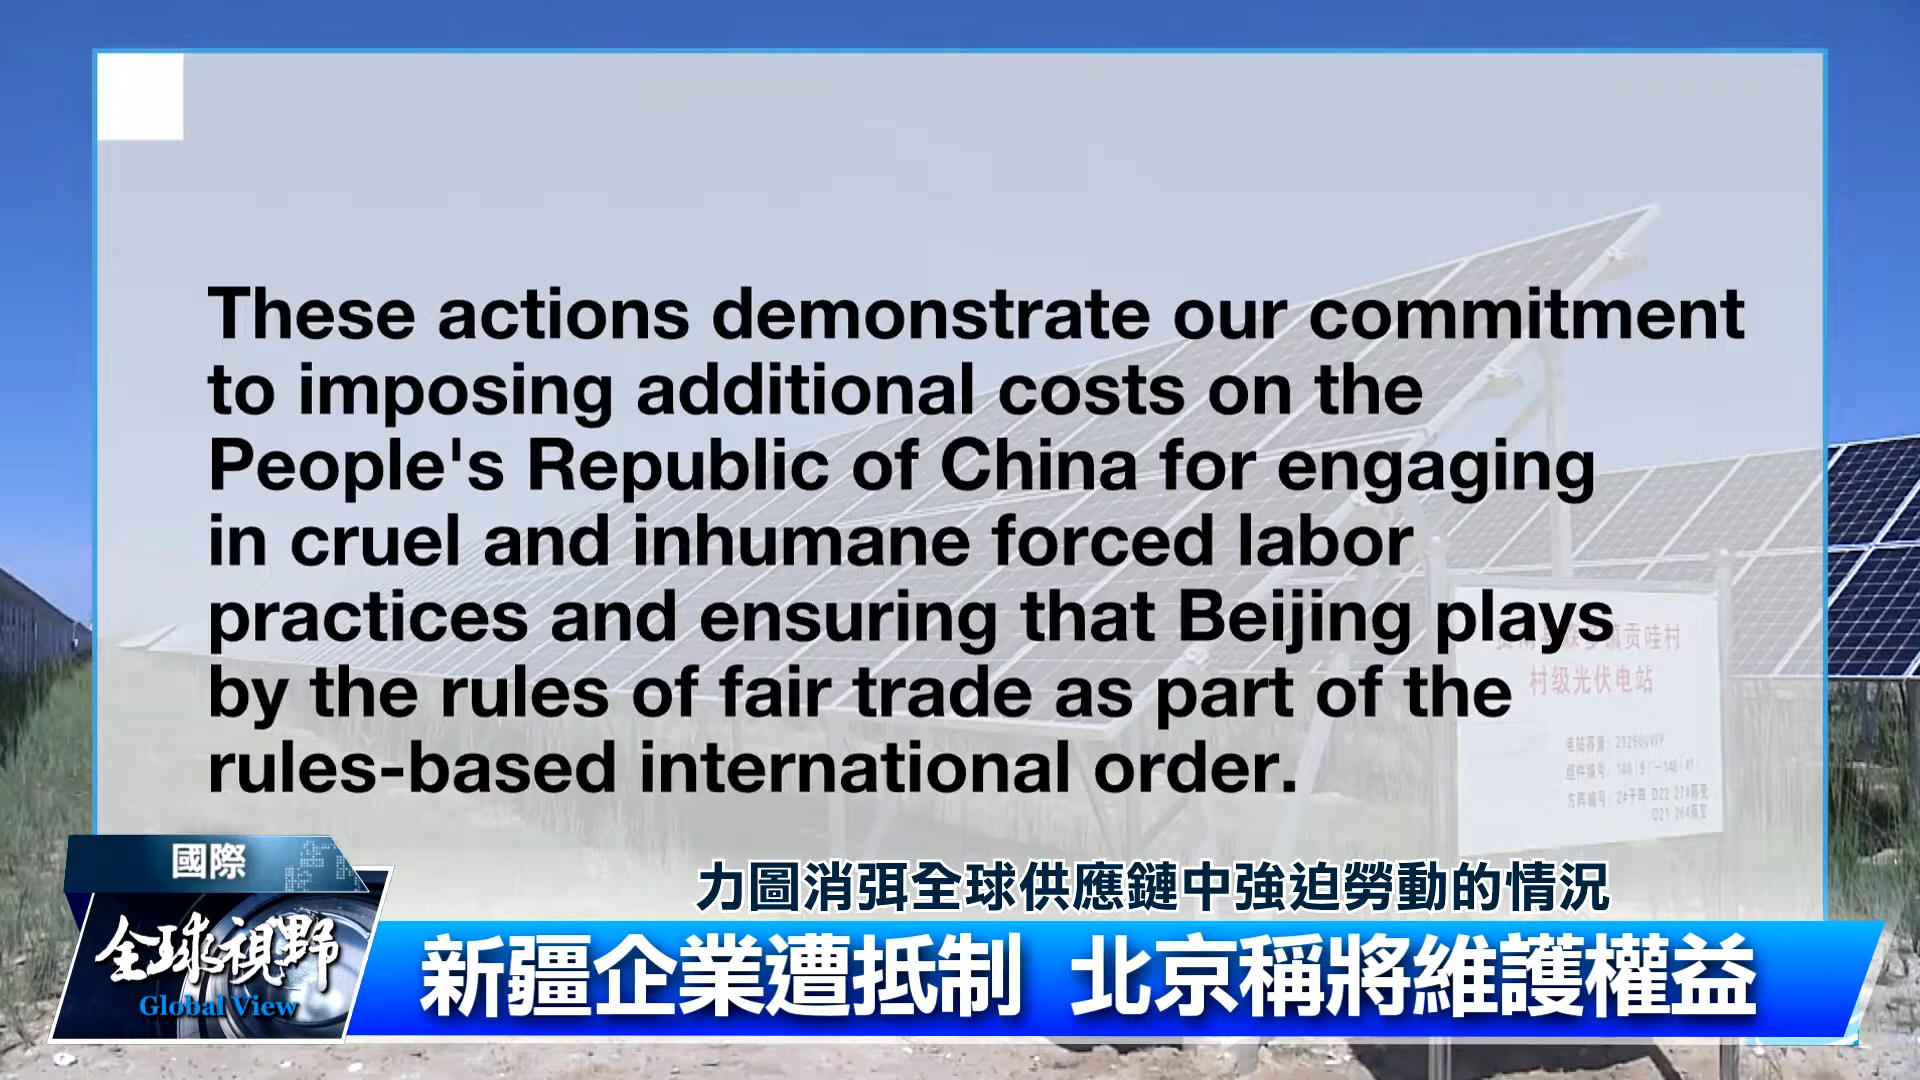 These actions demonstrate our commitment
to imposing additional costs on the
People's Republic of China for engaging
in cruel and inhumane forced labor
practices and ensuring that Beijing plays
by the rules of fair trade as part of the
rules-based international order.
镇贡哇村
村级光伏电站
國際
力圖消弭全球供應鏈中強迫勞動的情況
全球視野
Global View
新疆企業遭抵制 北京稱將維護權益